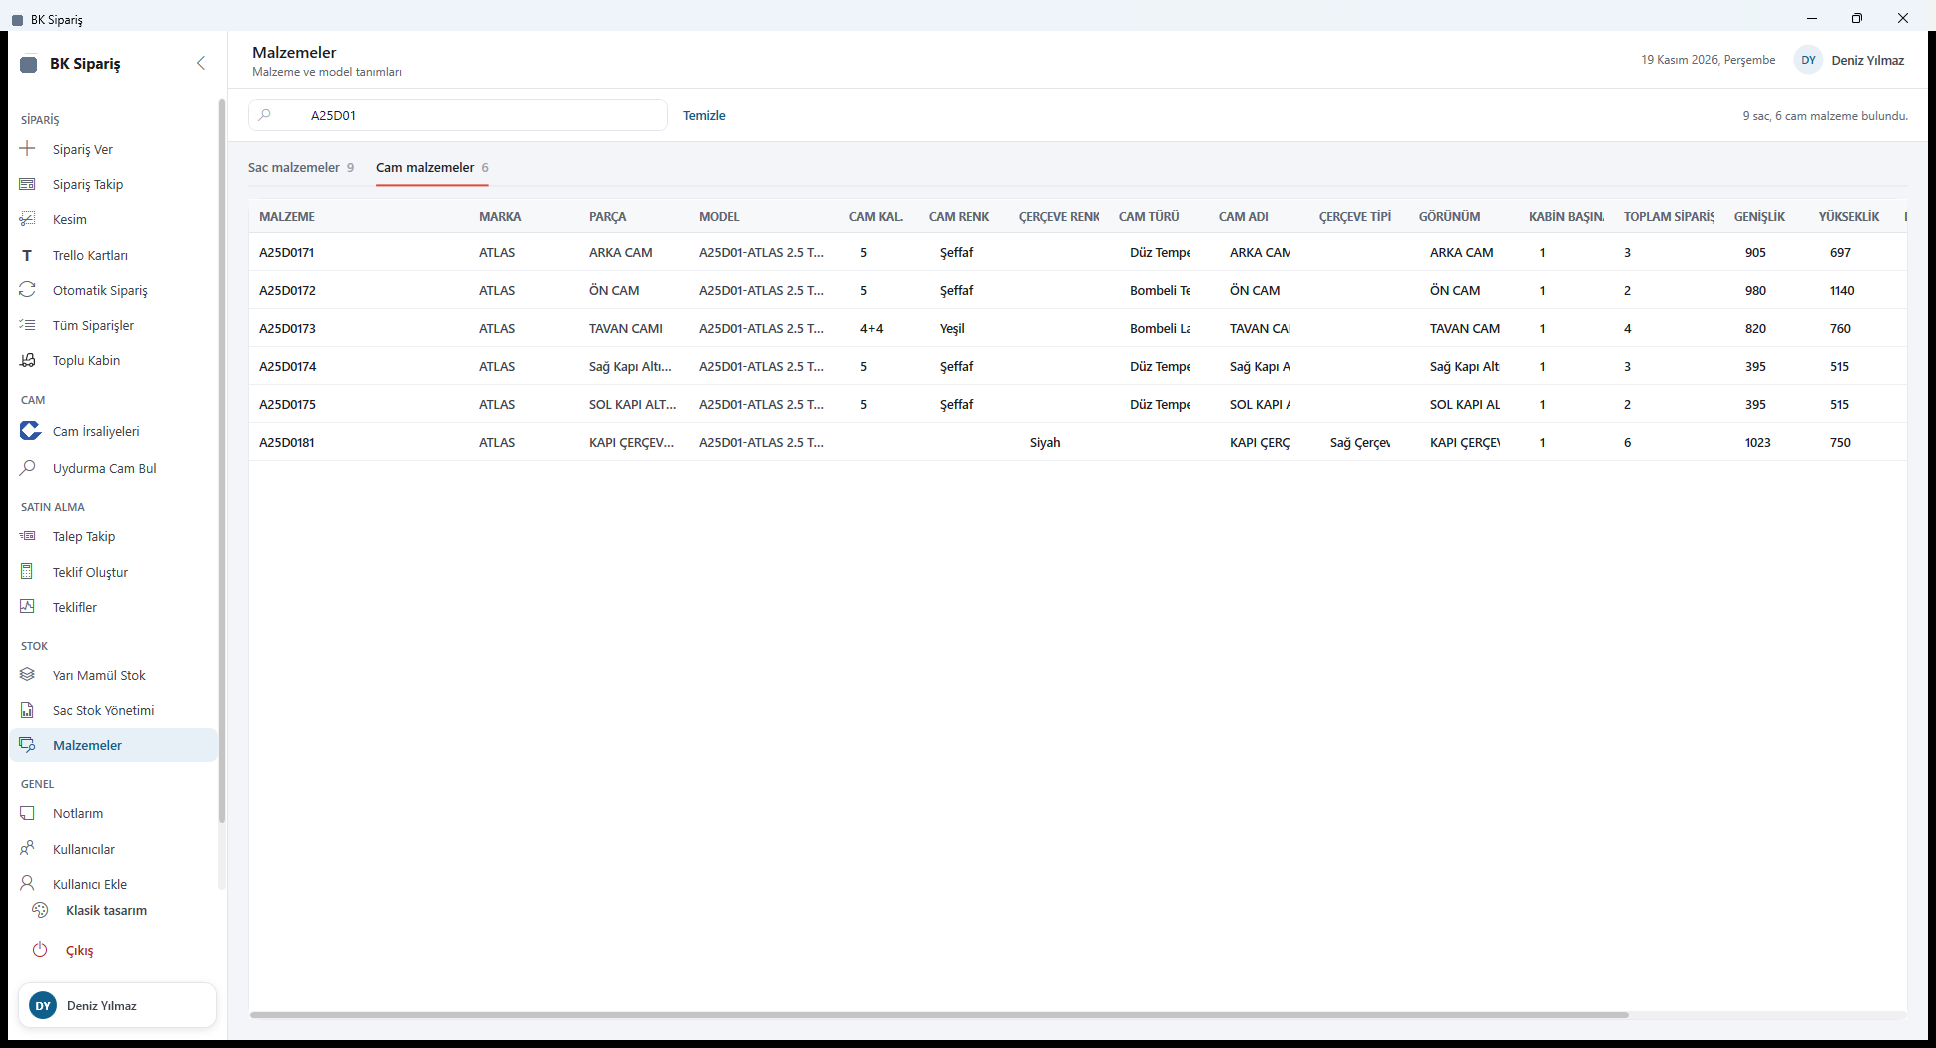 BK Sipariş
BK Sipariş
SİPARİŞ
Sipariş Ver
Sipariş Takip
Kesim
Trello Kartları
Otomatik Sipariş
Tüm Siparişler
Toplu Kabin
CAM
Cam İrsaliyeleri
Uydurma Cam Bul
SATIN ALMA
Talep Takip
Teklif Oluştur
Teklifler
STOK
Yarı Mamül Stok
Sac Stok Yönetimi
Malzemeler
GENEL
Notlarım
Kullanıcılar
Kullanıcı Ekle
Klasik tasarım
Çıkış
DY Deniz Yılmaz
Malzemeler
Malzeme ve model tanımları
19 Kasım 2026, Perşembe DY Deniz Yılmaz
A25D01 Temizle 9 sac, 6 cam malzeme bulundu.
Sac malzemeler 9 Cam malzemeler 6
MALZEME MARKA PARÇA MODEL CAM KAL. CAM RENK ÇERÇEVE RENK CAM TÜRÜ CAM ADI ÇERÇEVE TİPİ GÖRÜNÜM KABİN BAŞIN. TOPLAM SİPARİŞ GENİŞLİK YÜKSEKLİK
A25D0171 ATLAS ARKA CAM A25D01-ATLAS 2.5 T... 5 Şeffaf Düz Tempe ARKA CAM ARKA CAM 1 3 905 697
A25D0172 ATLAS ÖN CAM A25D01-ATLAS 2.5 T... 5 Şeffaf Bombeli Te ÖN CAM ÖN CAM 1 2 980 1140
A25D0173 ATLAS TAVAN CAMI A25D01-ATLAS 2.5 T... 4+4 Yeşil Bombeli La TAVAN CA TAVAN CAM 1 4 820 760
A25D0174 ATLAS Sağ Kapı Altı... A25D01-ATLAS 2.5 T... 5 Şeffaf Düz Tempe Sağ Kapı A Sağ Kapı Alt 1 3 395 515
A25D0175 ATLAS SOL KAPI ALT... A25D01-ATLAS 2.5 T... 5 Şeffaf Düz Tempe SOL KAPI SOL KAPI AL 1 2 395 515
A25D0181 ATLAS KAPI ÇERÇEV... A25D01-ATLAS 2.5 T... Siyah KAPI ÇERÇ Sağ Çerçev KAPI ÇERÇEV 1 6 1023 750